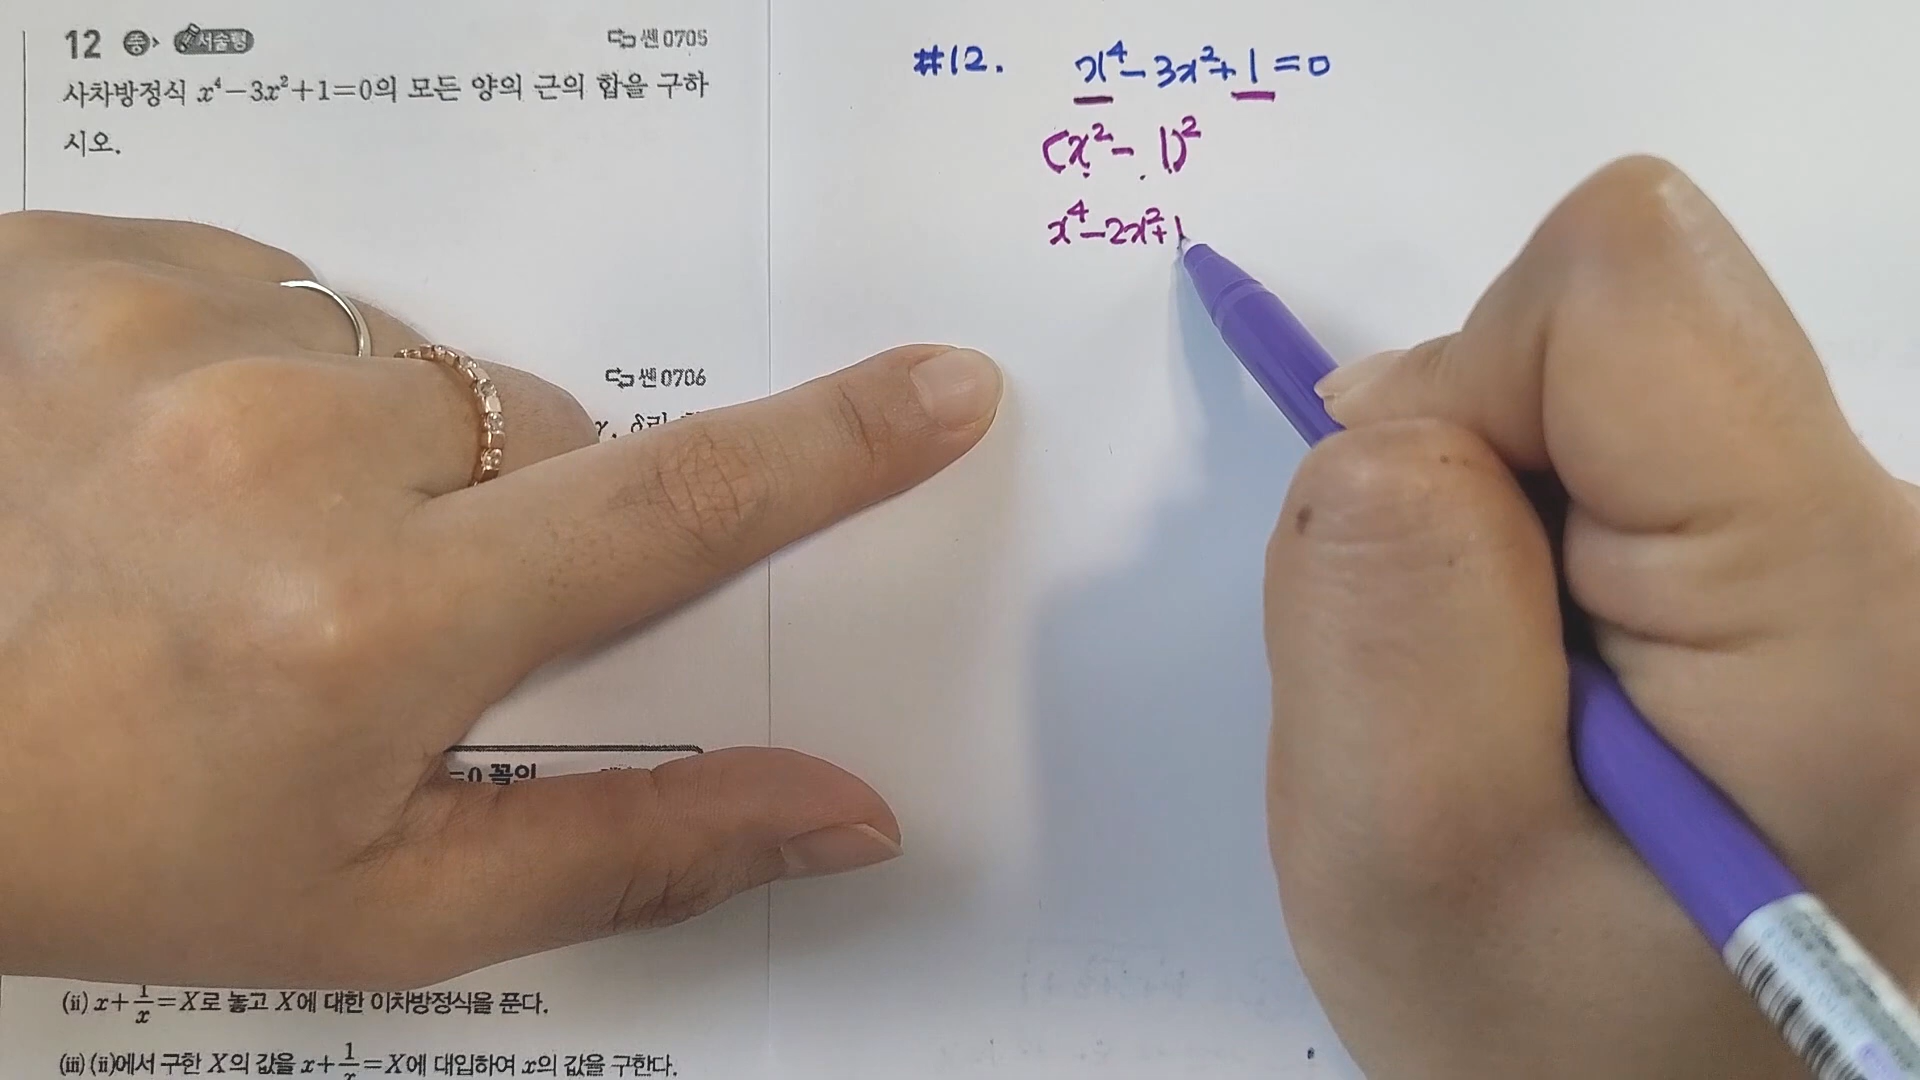 12 중 서술형 쎈 0705
사차방정식 x⁴−3x²+1=0의 모든 양의 근의 합을 구하
시오.
#12. x⁴−3x²+1=0
(x²− 1)²
x⁴−2x²+1
쎈 0706
=0 꼴의
(ii) x+1/x=X로 놓고 X에 대한 이차방정식을 푼다.
(iii) (ii)에서 구한 X의 값을 x+1/x=X에 대입하여 x의 값을 구한다.